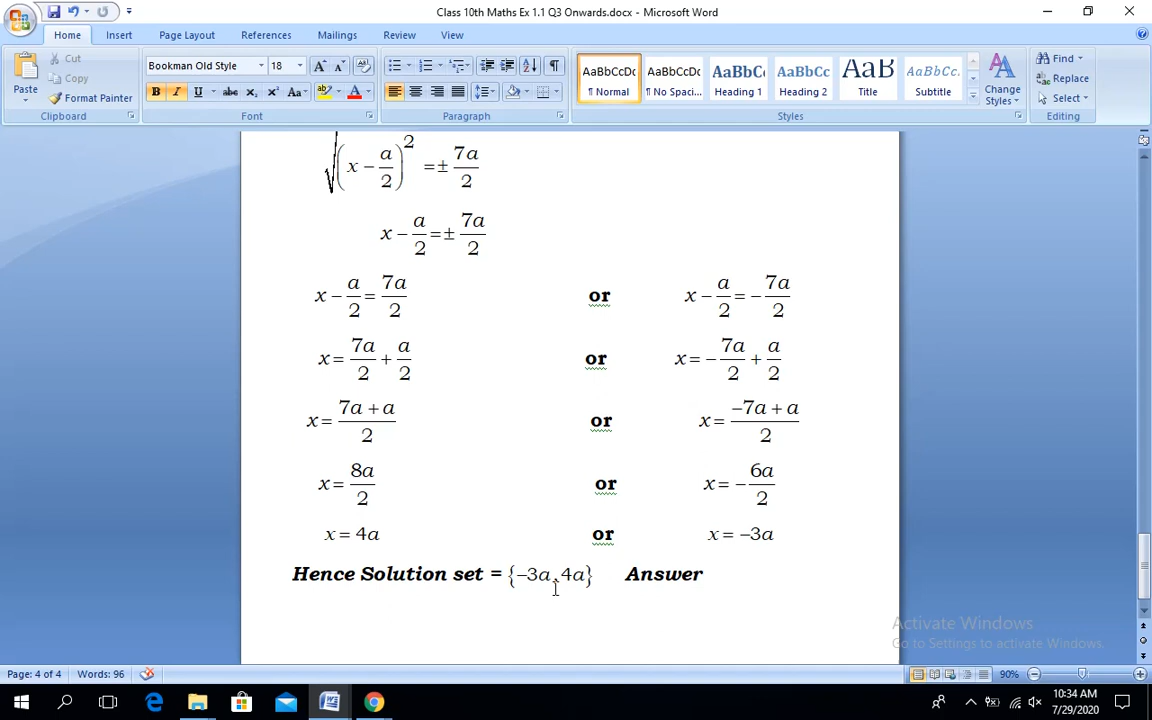 Class 10th Maths Ex 1.1 Q3 Onwards.docx - Microsoft Word
Home Insert Page Layout References Mailings Review View
Paste Cut Copy Format Painter Clipboard
Bookman Old Style 18 Font
B I U abc x₂ x² Aa A
Paragraph
AaBbCcDc AaBbCcDc AaBbC AaBbCc AaB AaBbCc.
¶ Normal ¶ No Spaci... Heading 1 Heading 2 Title Subtitle Change Styles
Styles
Find Replace Select Editing
√(x − a/2)² = ± 7a/2
x − a/2 = ± 7a/2
x − a/2 = 7a/2 or x − a/2 = − 7a/2
x = 7a/2 + a/2 or x = − 7a/2 + a/2
x = (7a + a)/2 or x = (−7a + a)/2
x = 8a/2 or x = − 6a/2
x = 4a or x = −3a
Hence Solution set = {−3a, 4a} Answer
Activate Windows
Go to Settings to activate Windows.
Page: 4 of 4 Words: 96 90%
10:34 AM
7/29/2020